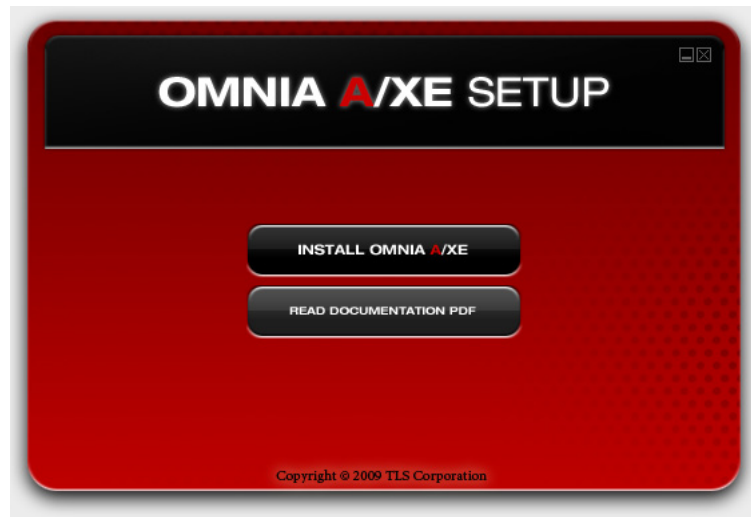 OMNIA A/XE SETUP
INSTALL OMNIA A/XE
READ DOCUMENTATION PDF
Copyright © 2009 TLS Corporation